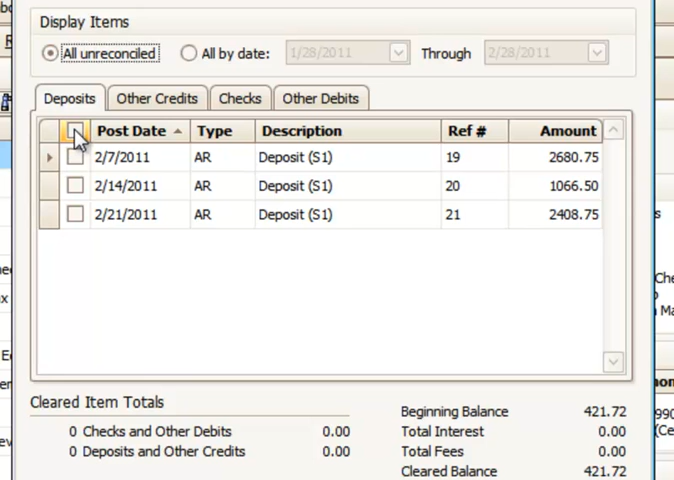 Display Items
All unreconciled All by date: 1/28/2011 Through 2/28/2011
Deposits Other Credits Checks Other Debits
Post Date Type Description Ref # Amount
2/7/2011 AR Deposit (S1) 19 2680.75
2/14/2011 AR Deposit (S1) 20 1066.50
2/21/2011 AR Deposit (S1) 21 2408.75
Cleared Item Totals
Beginning Balance 421.72
0 Checks and Other Debits 0.00 Total Interest 0.00
0 Deposits and Other Credits 0.00 Total Fees 0.00
Cleared Balance 421.72